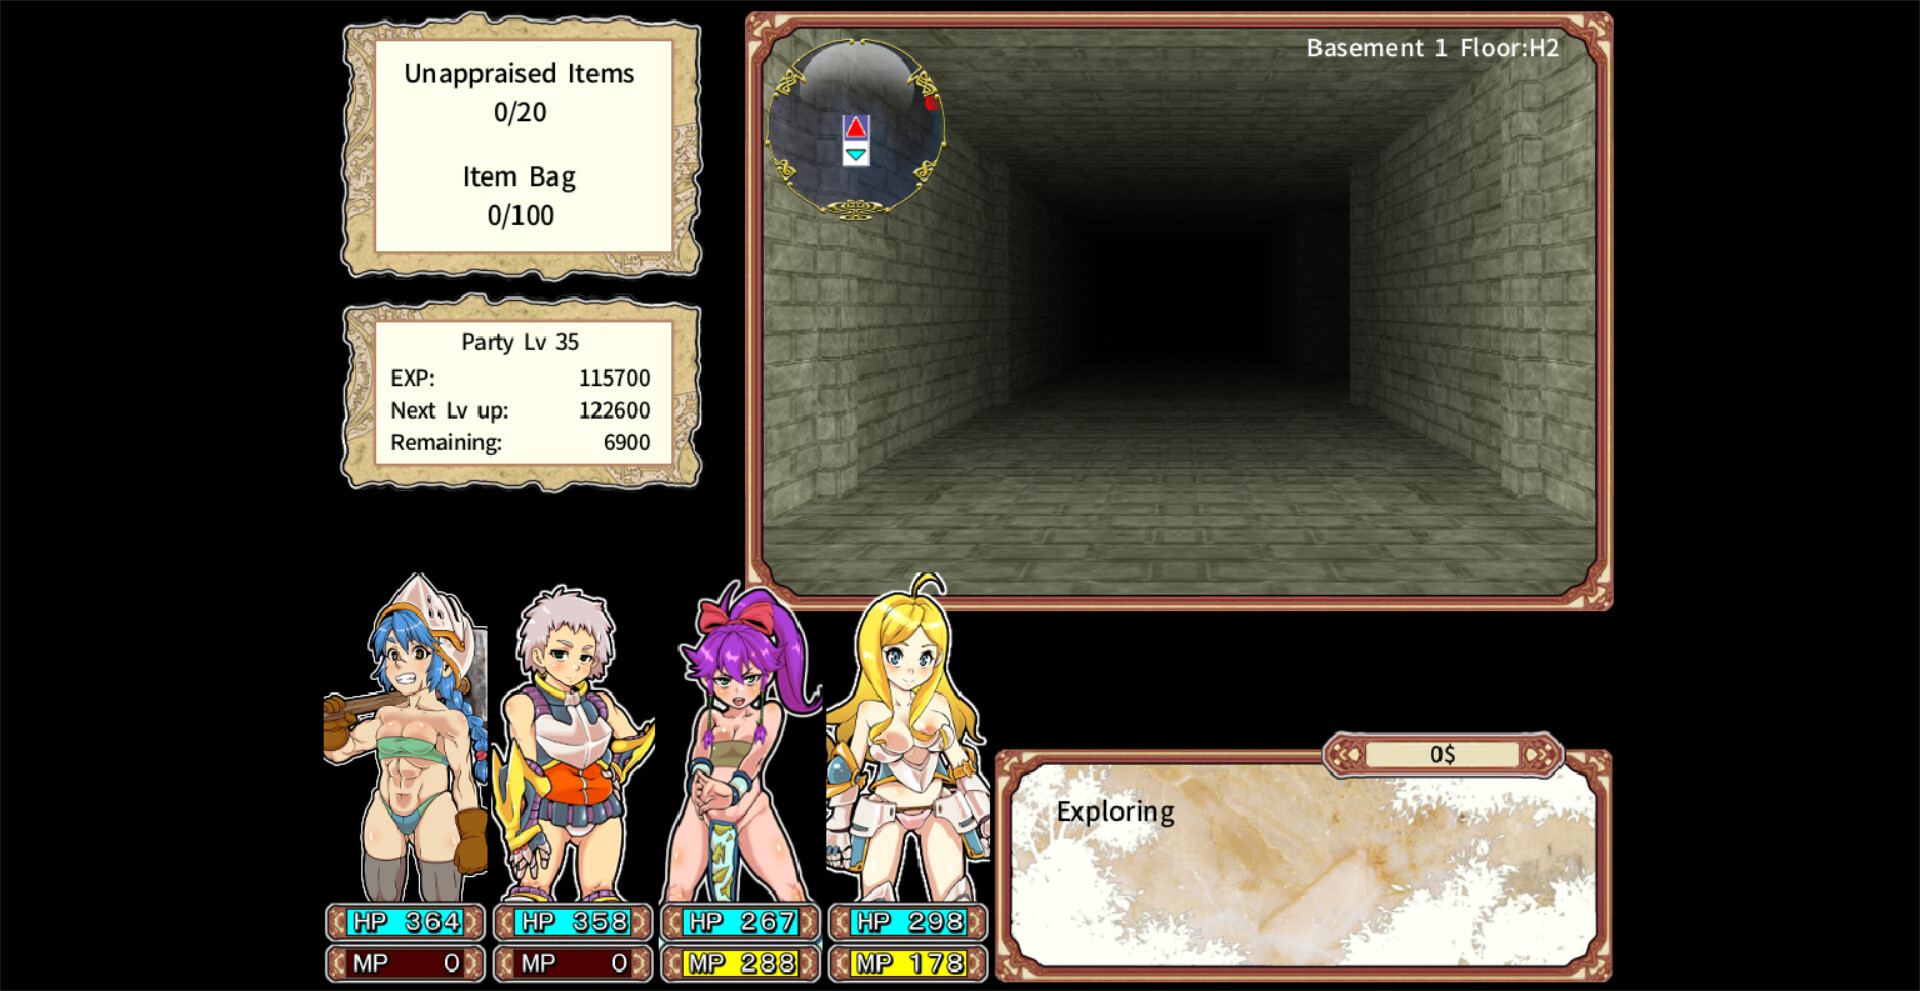 Unappraised Items
0/20
Item Bag
0/100
Party Lv 35
EXP: 115700
Next Lv up: 122600
Remaining: 6900
Basement 1 Floor:H2
HP 364
MP 0
HP 358
MP 0
HP 267
MP 288
HP 298
MP 178
0$
Exploring